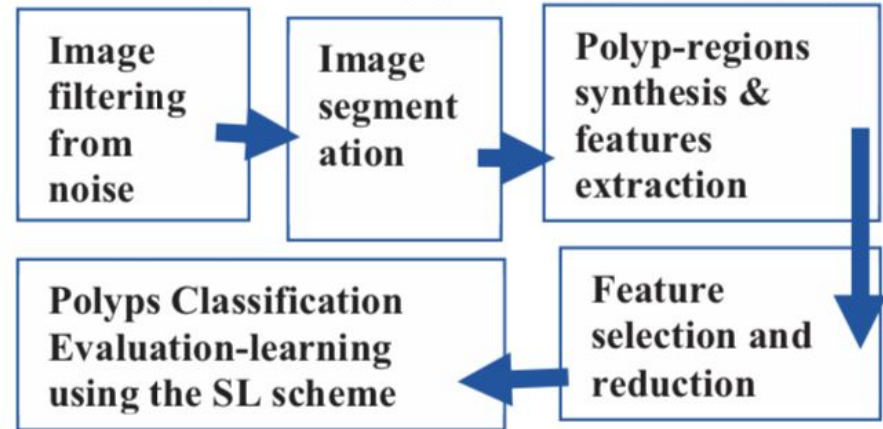 Image
filtering
from
noise
Image
segment
ation
Polyp-regions
synthesis &
features
extraction
Feature
selection and
reduction
Polyps Classification
Evaluation-learning
using the SL scheme